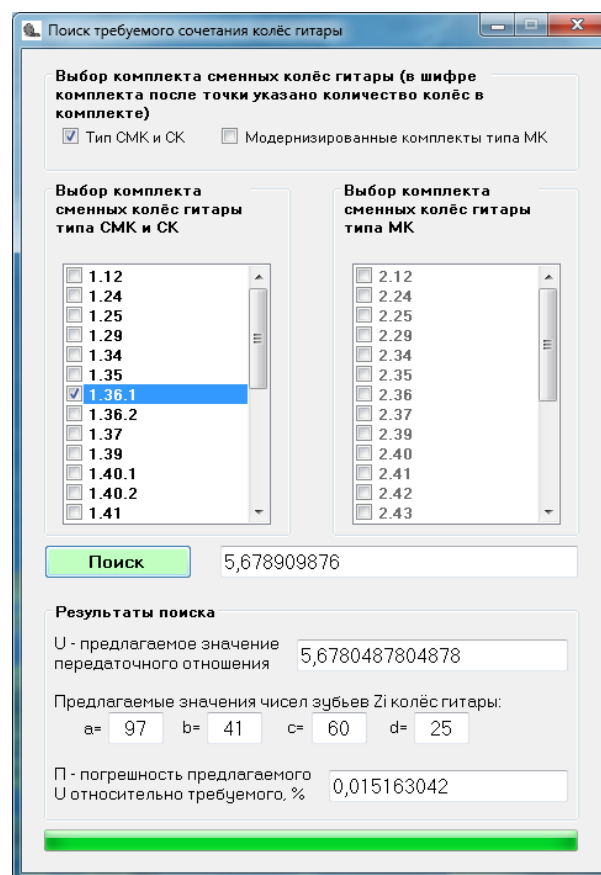 Поиск требуемого сочетания колёс гитары
Выбор комплекта сменных колёс гитары (в шифре
комплекта после точки указано количество колёс в
комплекте)
Тип СМК и СК
Модернизированные комплекты типа МК
Выбор комплекта
сменных колёс гитары
типа СМК и СК
1.12
1.24
1.25
1.29
1.34
1.35
1.36.1
1.36.2
1.37
1.39
1.40.1
1.40.2
1.41
Выбор комплекта
сменных колёс гитары
типа МК
2.12
2.24
2.25
2.29
2.34
2.35
2.36
2.37
2.39
2.40
2.41
2.42
2.43
Поиск
5,678909876
Результаты поиска
U - предлагаемое значение
передаточного отношения
5,6780487804878
Предлагаемые значения чисел зубьев Zi колёс гитары:
a= 97 b= 41 c= 60 d= 25
П - погрешность предлагаемого
U относительно требуемого, %
0,015163042